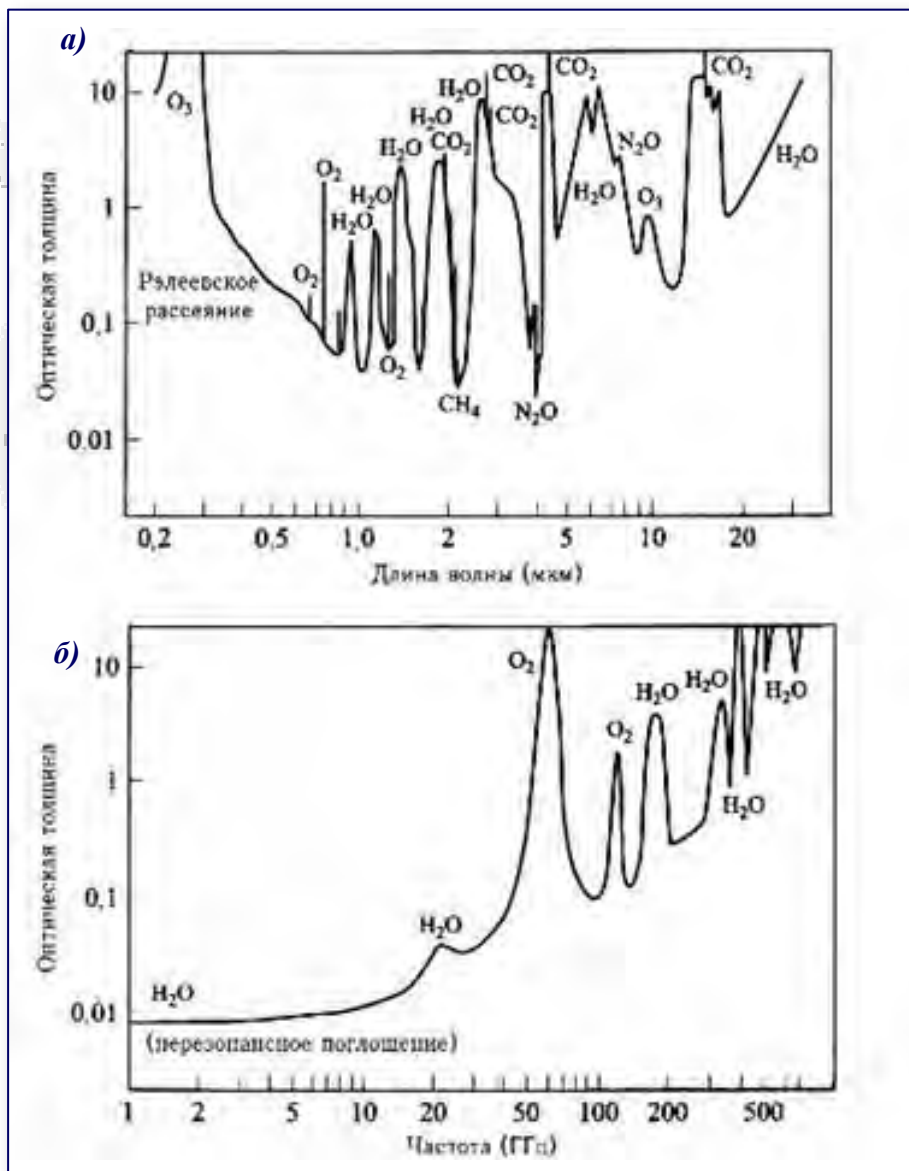 а)
10
1
0,1
0,01
Оптическая толщина
O₃
Рэлеевское
рассеяние
O₂
O₂
H₂O
H₂O
O₂
H₂O
H₂O
CO₂
CH₄
H₂O
CO₂
CO₂
N₂O
CO₂
H₂O
N₂O
O₃
CO₂
H₂O
0,2 0,5 1,0 2 5 10 20
Длина волны (мкм)
б)
10
1
0,1
0,01
Оптическая толщина
H₂O
(нерезонансное поглощение)
H₂O
O₂
O₂
H₂O
H₂O
H₂O
H₂O
1 2 5 10 20 50 100 200 500
Частота (ГГц)